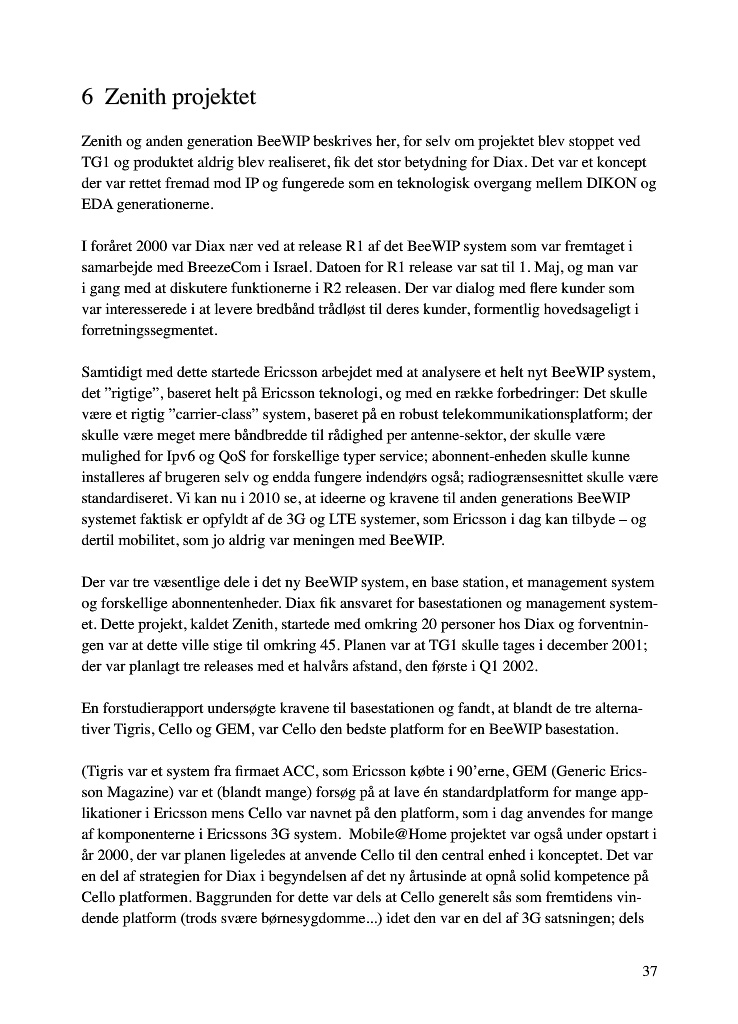 6 Zenith projektet
Zenith og anden generation BeeWIP beskrives her, for selv om projektet blev stoppet ved
TG1 og produktet aldrig blev realiseret, fik det stor betydning for Diax. Det var et koncept
der var rettet fremad mod IP og fungerede som en teknologisk overgang mellem DIKON og
EDA generationerne.
I foråret 2000 var Diax nær ved at release R1 af det BeeWIP system som var fremtaget i
samarbejde med BreezeCom i Israel. Datoen for R1 release var sat til 1. Maj, og man var
i gang med at diskutere funktionerne i R2 releasen. Der var dialog med flere kunder som
var interesserede i at levere bredbånd trådløst til deres kunder, formentlig hovedsageligt i
forretningssegmentet.
Samtidigt med dette startede Ericsson arbejdet med at analysere et helt nyt BeeWIP system,
det ”rigtige”, baseret helt på Ericsson teknologi, og med en række forbedringer: Det skulle
være et rigtig ”carrier-class” system, baseret på en robust telekommunikationsplatform; der
skulle være meget mere båndbredde til rådighed per antenne-sektor, der skulle være
mulighed for Ipv6 og QoS for forskellige typer service; abonnent-enheden skulle kunne
installeres af brugeren selv og endda fungere indendørs også; radiogrænsesnittet skulle være
standardiseret. Vi kan nu i 2010 se, at ideerne og kravene til anden generations BeeWIP
systemet faktisk er opfyldt af de 3G og LTE systemer, som Ericsson i dag kan tilbyde – og
dertil mobilitet, som jo aldrig var meningen med BeeWIP.
Der var tre væsentlige dele i det ny BeeWIP system, en base station, et management system
og forskellige abonnentenheder. Diax fik ansvaret for basestationen og management system-
et. Dette projekt, kaldet Zenith, startede med omkring 20 personer hos Diax og forventnin-
gen var at dette ville stige til omkring 45. Planen var at TG1 skulle tages i december 2001;
der var planlagt tre releases med et halvårs afstand, den første i Q1 2002.
En forstudierapport undersøgte kravene til basestationen og fandt, at blandt de tre alterna-
tiver Tigris, Cello og GEM, var Cello den bedste platform for en BeeWIP basestation.
(Tigris var et system fra firmaet ACC, som Ericsson købte i 90’erne, GEM (Generic Erics-
son Magazine) var et (blandt mange) forsøg på at lave én standardplatform for mange app-
likationer i Ericsson mens Cello var navnet på den platform, som i dag anvendes for mange
af komponenterne i Ericssons 3G system. Mobile@Home projektet var også under opstart i
år 2000, der var planen ligeledes at anvende Cello til den central enhed i konceptet. Det var
en del af strategien for Diax i begyndelsen af det ny årtusinde at opnå solid kompetence på
Cello platformen. Baggrunden for dette var dels at Cello generelt sås som fremtidens vin-
dende platform (trods svære børnesygdomme...) idet den var en del af 3G satsningen; dels
37